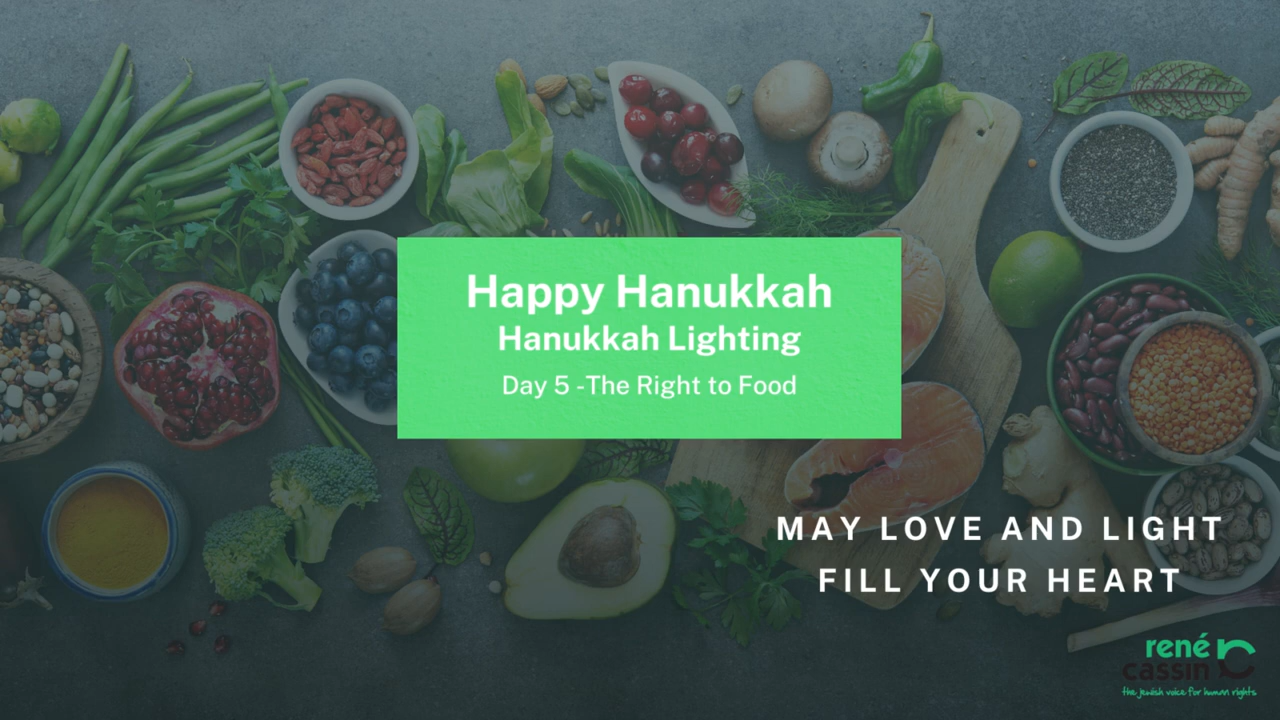 Happy Hanukkah
Hanukkah Lighting
Day 5 -The Right to Food
MAY LOVE AND LIGHT
FILL YOUR HEART
rené
cassin
the jewish voice for human rights